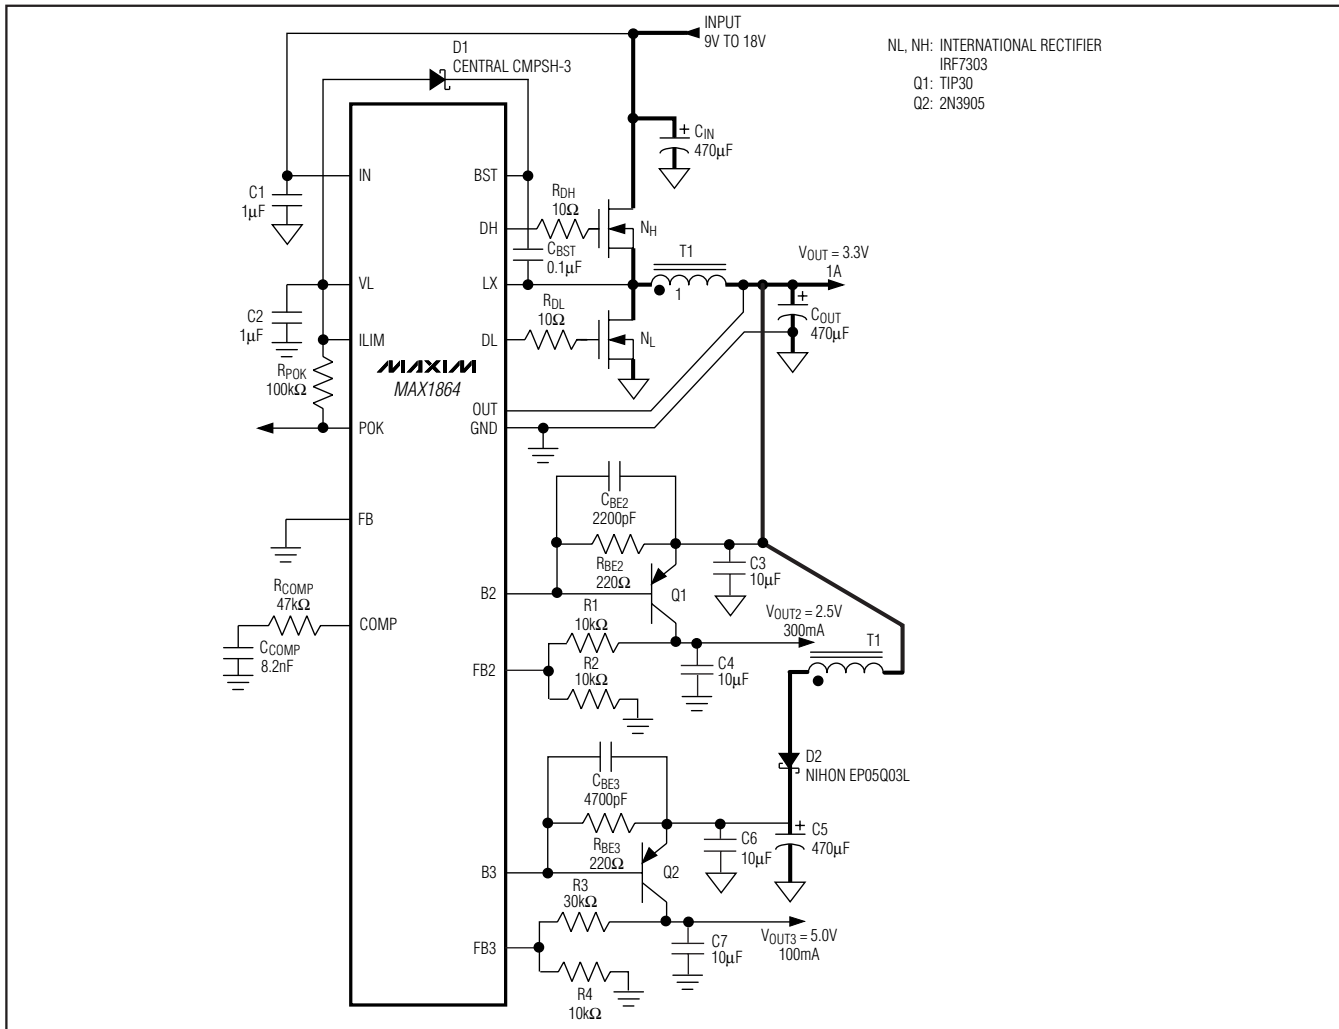 INPUT
9V TO 18V
NL, NH: INTERNATIONAL RECTIFIER
IRF7303
Q1: TIP30
Q2: 2N3905
D1
CENTRAL CMPSH-3
CIN
470µF
IN
BST
C1
1µF
RDH
10Ω
DH
NH
CBST
0.1µF
T1
VOUT = 3.3V
1A
VL
LX
1
C2
1µF
RDL
10Ω
COUT
470µF
ILIM
DL
NL
RPOK
100kΩ
MAXIM
MAX1864
OUT
POK
GND
CBE2
2200pF
FB
RBE2
220Ω
C3
10µF
B2
Q1
RCOMP
47kΩ
COMP
R1
10kΩ
VOUT2 = 2.5V
300mA
T1
CCOMP
8.2nF
FB2
R2
10kΩ
C4
10µF
D2
NIHON EP05Q03L
CBE3
4700pF
RBE3
220Ω
C6
10µF
C5
470µF
B3
Q2
R3
30kΩ
VOUT3 = 5.0V
100mA
FB3
C7
10µF
R4
10kΩ